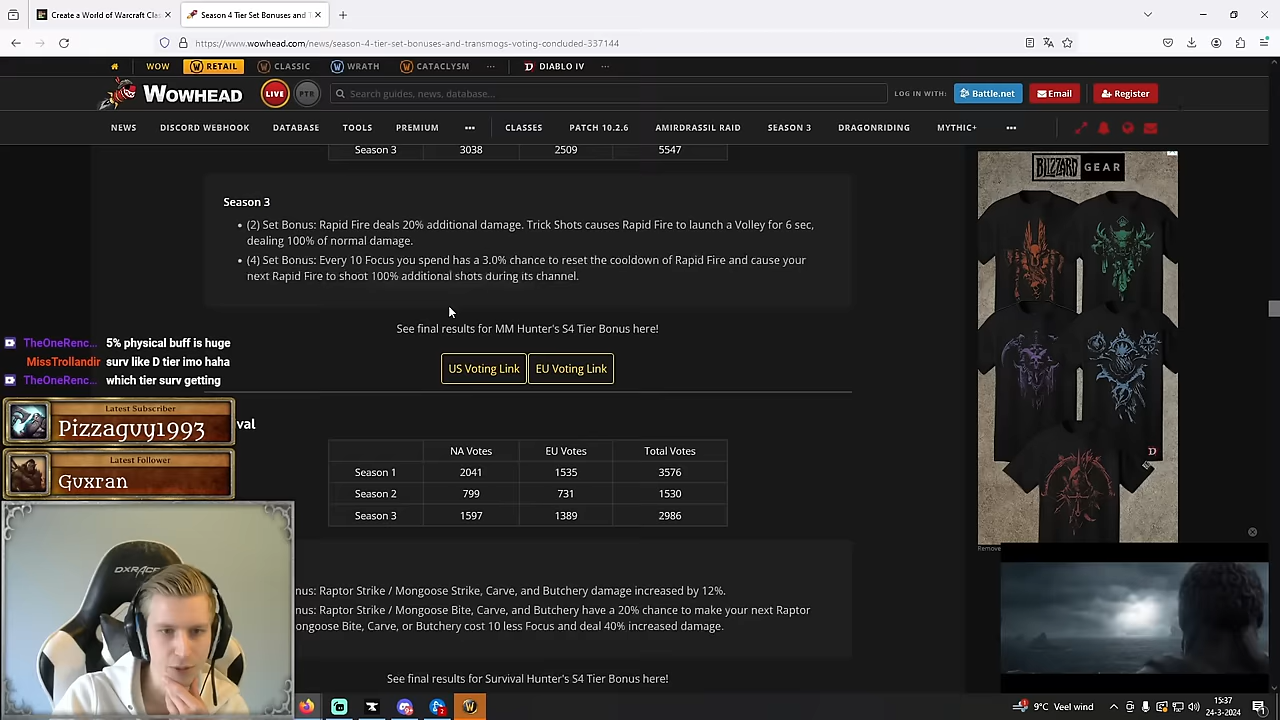 Create a World of Warcraft Cla
Season 4 Tier Set Bonuses and T
https://www.wowhead.com/news/season-4-tier-set-bonuses-and-transmogs-voting-concluded-337144
WOW
RETAIL
CLASSIC
WRATH
CATACLYSM
DIABLO IV
WOWHEAD
LIVE
PTR
Search guides, news, database...
LOG IN WITH:
Battle.net
Email
Register
NEWS
DISCORD WEBHOOK
DATABASE
TOOLS
PREMIUM
CLASSES
PATCH 10.2.6
AMIRDRASSIL RAID
SEASON 3
DRAGONRIDING
MYTHIC+
Season 3 3038 2509 5547
BLIZZARD GEAR
Season 3
(2) Set Bonus: Rapid Fire deals 20% additional damage. Trick Shots causes Rapid Fire to launch a Volley for 6 sec,
dealing 100% of normal damage.
(4) Set Bonus: Every 10 Focus you spend has a 3.0% chance to reset the cooldown of Rapid Fire and cause your
next Rapid Fire to shoot 100% additional shots during its channel.
See final results for MM Hunter's S4 Tier Bonus here!
US Voting Link
EU Voting Link
TheOneRenc... 5% physical buff is huge
MissTrollandir surv like D tier imo haha
TheOneRenc... which tier surv getting
Latest Subscriber
Pizzaguy1993
Latest Follower
Guxran
val
NA Votes EU Votes Total Votes
Season 1 2041 1535 3576
Season 2 799 731 1530
Season 3 1597 1389 2986
Remove
nus: Raptor Strike / Mongoose Strike, Carve, and Butchery damage increased by 12%.
nus: Raptor Strike / Mongoose Bite, Carve, and Butchery have a 20% chance to make your next Raptor
ongoose Bite, Carve, or Butchery cost 10 less Focus and deal 40% increased damage.
See final results for Survival Hunter's S4 Tier Bonus here!
DXRACER
9°C Veel wind
15:37
24-3-2024